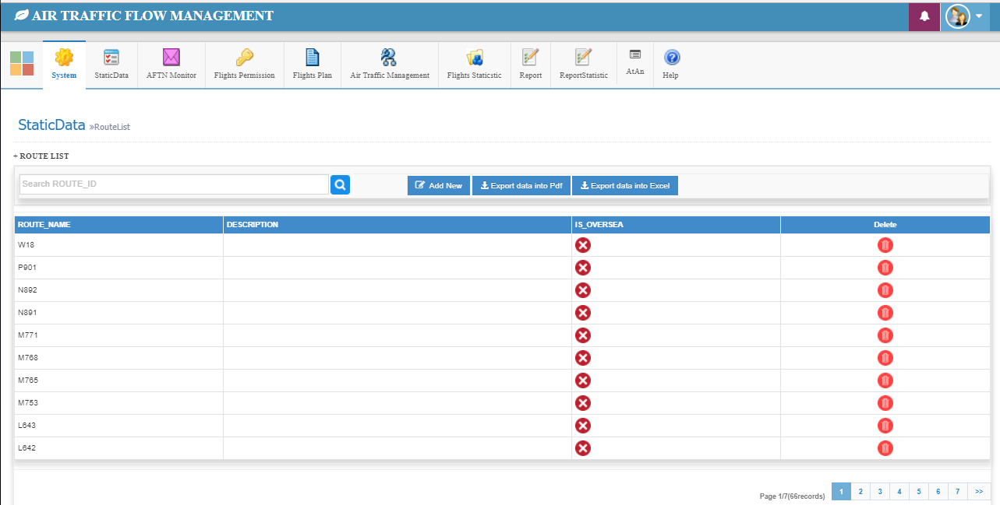 AIR TRAFFIC FLOW MANAGEMENT
System StaticData AFTN Monitor Flights Permission Flights Plan Air Traffic Management Flights Staticstic Report ReportStatistic AtAn Help
StaticData »RouteList
+ ROUTE LIST
Search ROUTE_ID Add New Export data into Pdf Export data into Excel
ROUTE_NAME DESCRIPTION IS_OVERSEA Delete
W18
P901
N892
N891
M771
M768
M765
M753
L643
L642
Page 1/7(66records) 1 2 3 4 5 6 7 >>